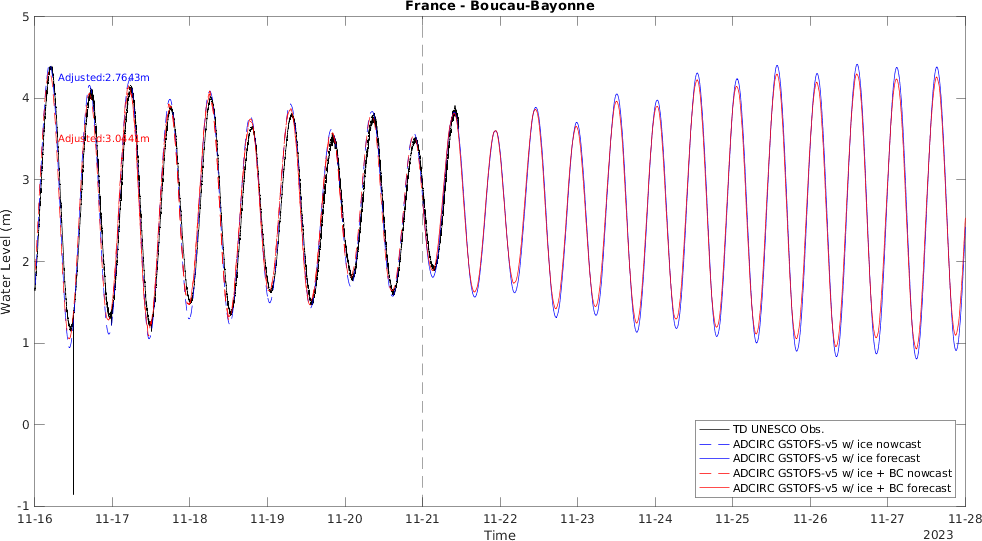 France - Boucau-Bayonne
5
4
3
2
1
0
-1
Water Level (m)
Adjusted:2.7643m
Adjusted:3.0641m
TD UNESCO Obs.
ADCIRC GSTOFS-v5 w/ ice nowcast
ADCIRC GSTOFS-v5 w/ ice forecast
ADCIRC GSTOFS-v5 w/ ice + BC nowcast
ADCIRC GSTOFS-v5 w/ ice + BC forecast
11-16 11-17 11-18 11-19 11-20 11-21 11-22 11-23 11-24 11-25 11-26 11-27 11-28
Time
2023